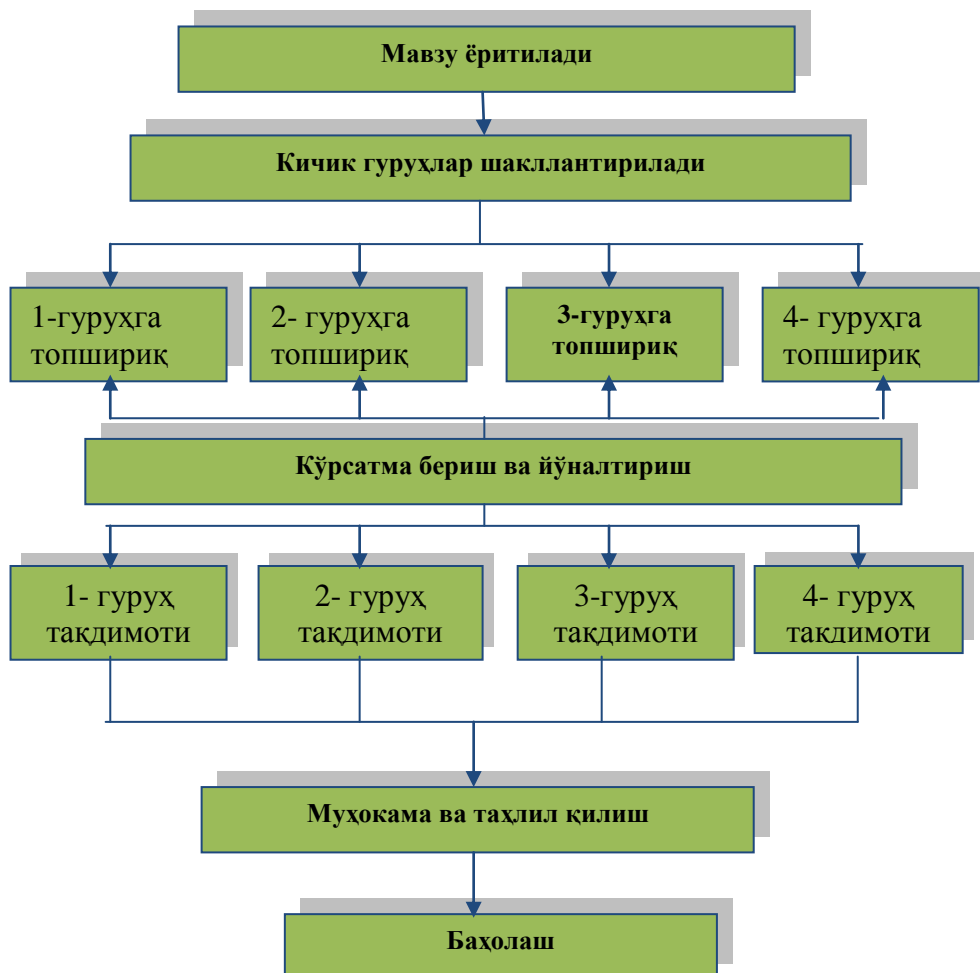 Мавзу ёритилади
Кичик гуруҳлар шакллантирилади
1-гуруҳга
топшириқ
2- гуруҳга
топшириқ
3-гуруҳга
топшириқ
4- гуруҳга
топшириқ
Кўрсатма бериш ва йўналтириш
1- гуруҳ
тақдимоти
2- гуруҳ
тақдимоти
3-гуруҳ
тақдимоти
4- гуруҳ
тақдимоти
Муҳокама ва таҳлил қилиш
Баҳолаш